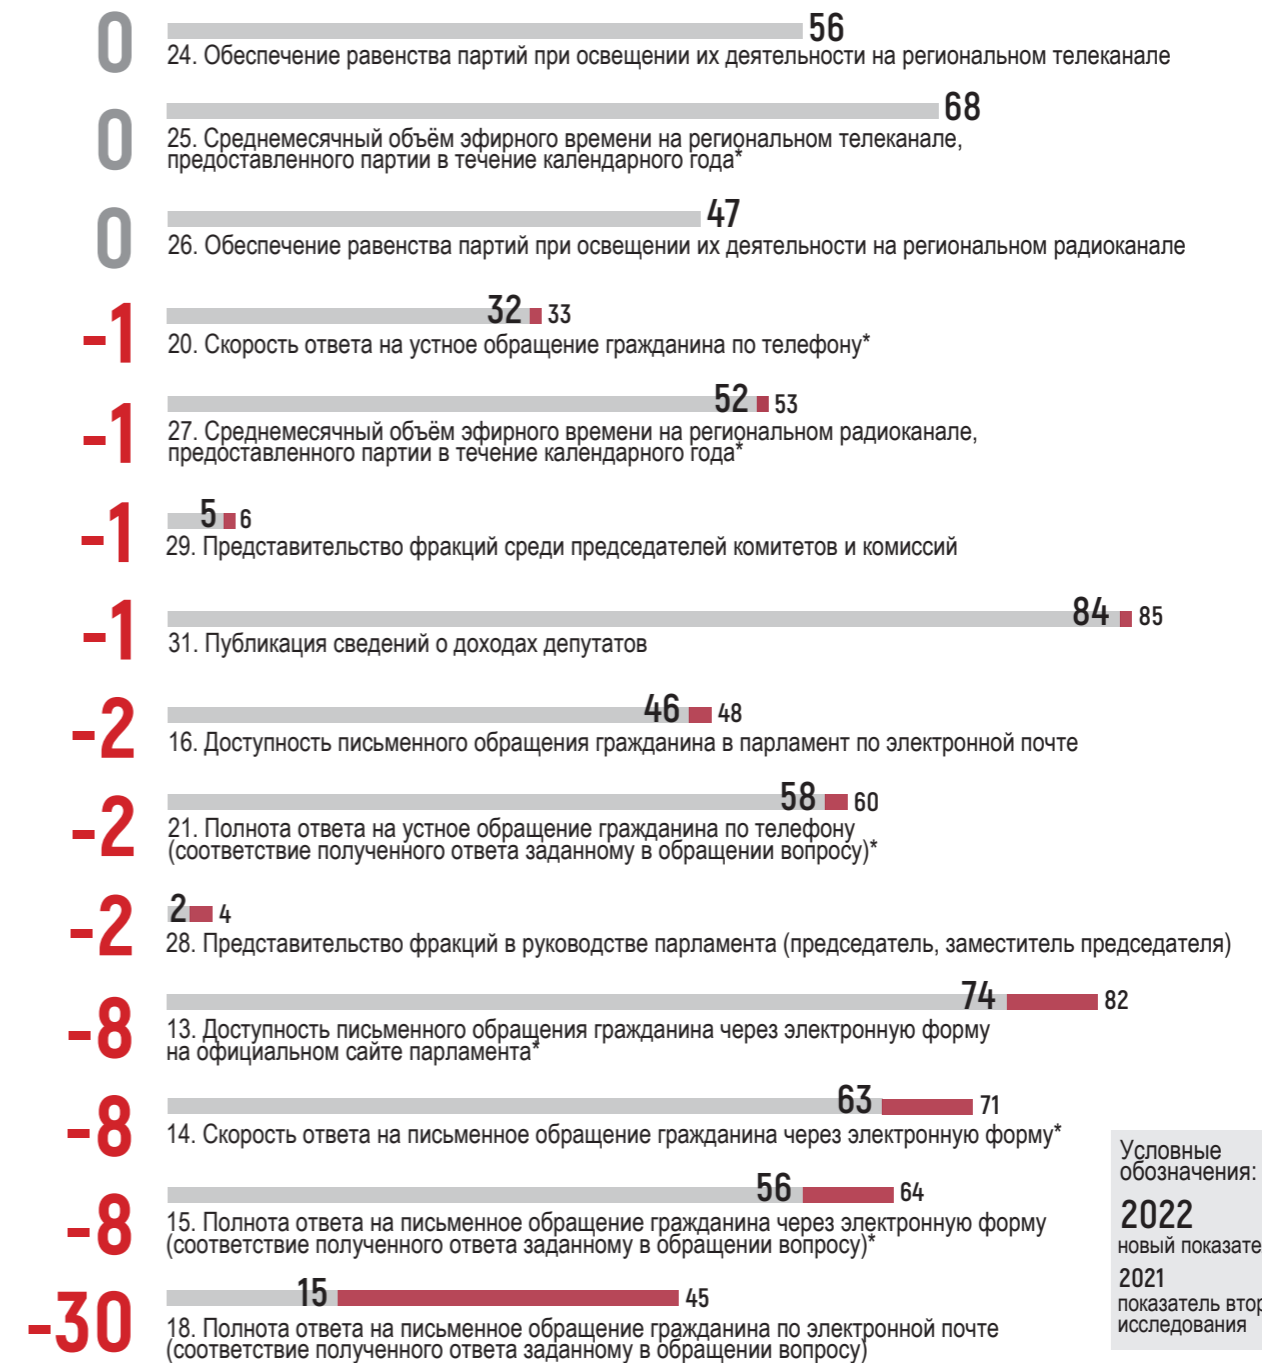 0
56
24. Обеспечение равенства партий при освещении их деятельности на региональном телеканале
0
68
25. Среднемесячный объём эфирного времени на региональном телеканале,
предоставленного партии в течение календарного года*
0
47
26. Обеспечение равенства партий при освещении их деятельности на региональном радиоканале
-1
32 33
20. Скорость ответа на устное обращение гражданина по телефону*
-1
52 53
27. Среднемесячный объём эфирного времени на региональном радиоканале,
предоставленного партии в течение календарного года*
-1
5 6
29. Представительство фракций среди председателей комитетов и комиссий
-1
84 85
31. Публикация сведений о доходах депутатов
-2
46 48
16. Доступность письменного обращения гражданина в парламент по электронной почте
-2
58 60
21. Полнота ответа на устное обращение гражданина по телефону
(соответствие полученного ответа заданному в обращении вопросу)*
-2
2 4
28. Представительство фракций в руководстве парламента (председатель, заместитель председателя)
-8
74 82
13. Доступность письменного обращения гражданина через электронную форму
на официальном сайте парламента*
-8
63 71
14. Скорость ответа на письменное обращение гражданина через электронную форму*
-8
56 64
15. Полнота ответа на письменное обращение гражданина через электронную форму
(соответствие полученного ответа заданному в обращении вопросу)*
-30
15 45
18. Полнота ответа на письменное обращение гражданина по электронной почте
(соответствие полученного ответа заданному в обращении вопросу)
Условные
обозначения:
2022
новый показате
2021
показатель втор
исследования